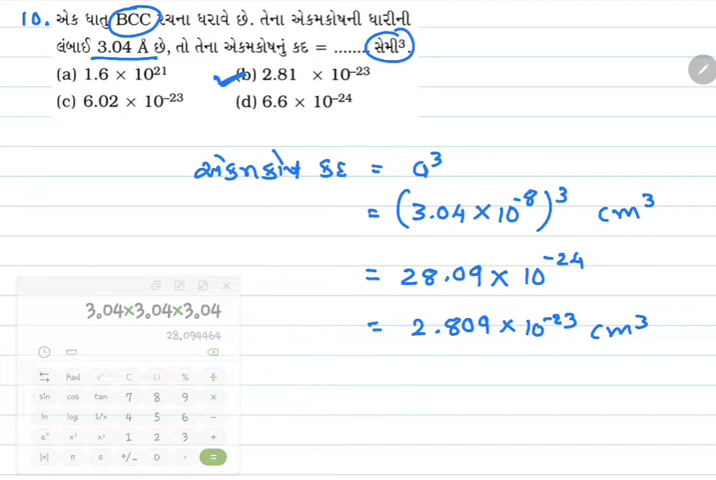 10. એક ધાતુ BCC રચના ધરાવે છે. તેના એકમકોષની ધારીની
લંબાઈ 3.04 Å છે, તો તેના એકમકોષનું કદ = ....... સેમી³.
(a) 1.6 × 10²¹ (b) 2.81 × 10⁻²³
(c) 6.02 × 10⁻²³ (d) 6.6 × 10⁻²⁴
એકમકોષ કદ = a³
= (3.04 × 10⁻⁸)³ cm³
= 28.09 × 10⁻²⁴
= 2.809 × 10⁻²³ cm³
3.04×3.04×3.04
28.094464
Rad √ C () % ÷
sin cos tan 7 8 9 ×
ln log 1/x 4 5 6 −
eˣ x² xʸ 1 2 3 +
|x| π e +/− 0 . =